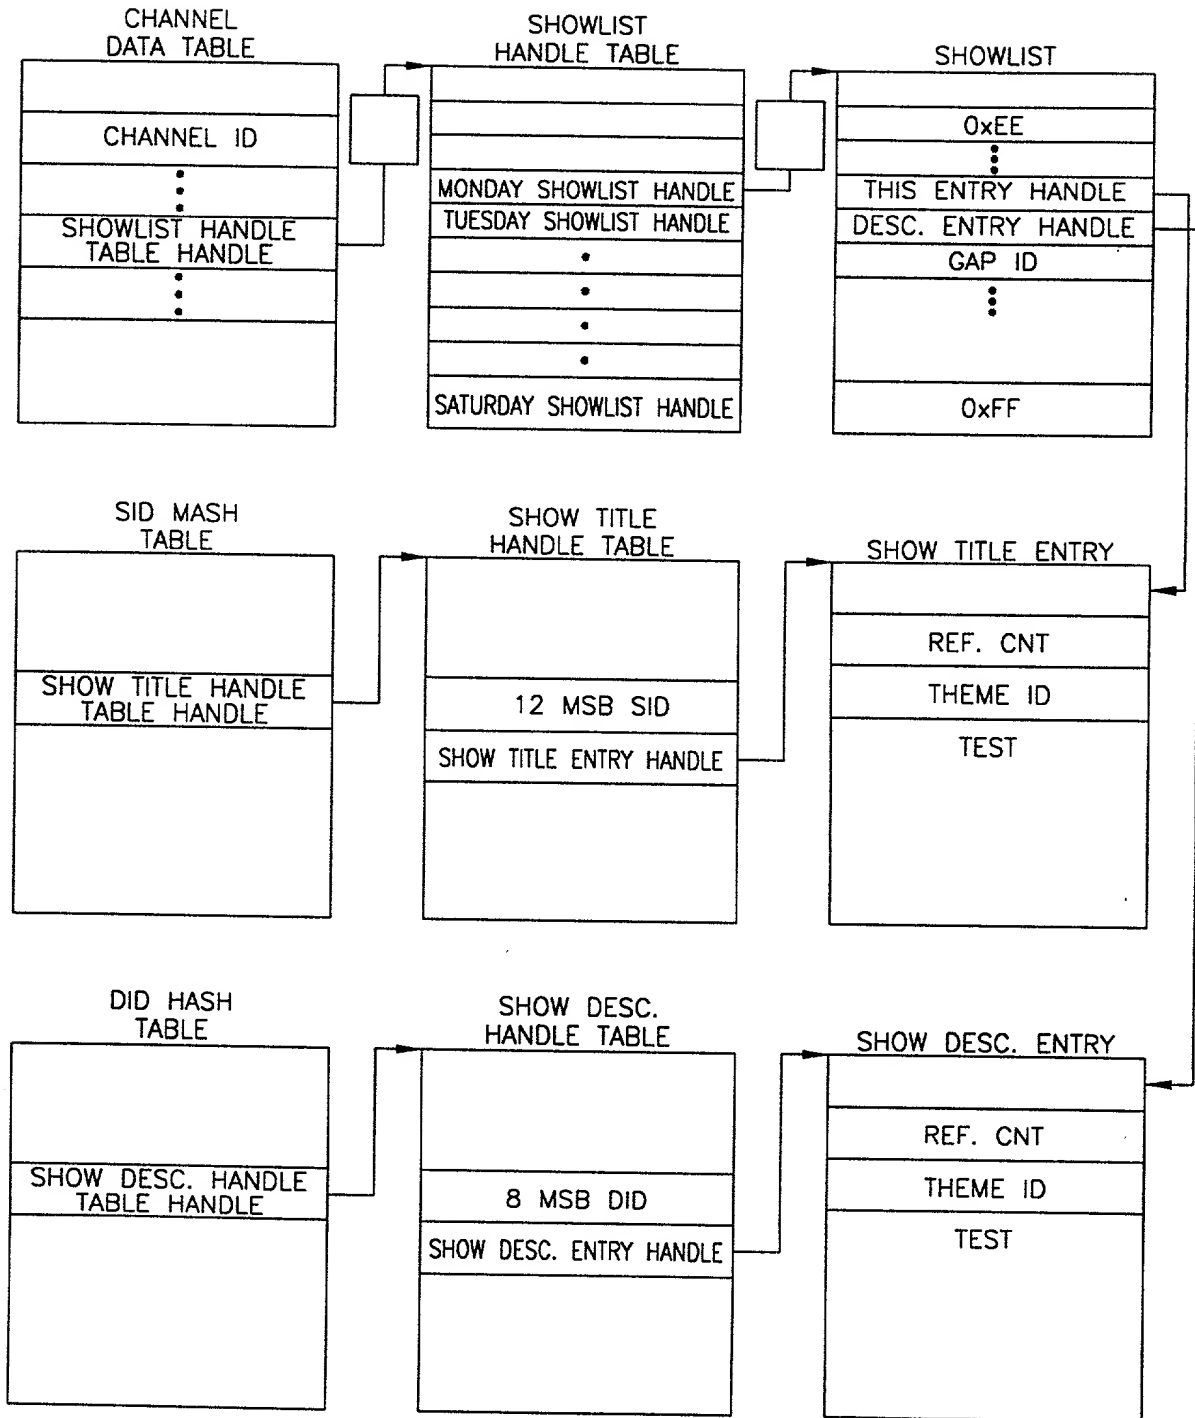 CHANNEL
DATA TABLE
CHANNEL ID
SHOWLIST HANDLE
TABLE HANDLE
SHOWLIST
HANDLE TABLE
MONDAY SHOWLIST HANDLE
TUESDAY SHOWLIST HANDLE
SATURDAY SHOWLIST HANDLE
SHOWLIST
0xEE
THIS ENTRY HANDLE
DESC. ENTRY HANDLE
GAP ID
0xFF
SID MASH
TABLE
SHOW TITLE HANDLE
TABLE HANDLE
SHOW TITLE
HANDLE TABLE
12 MSB SID
SHOW TITLE ENTRY HANDLE
SHOW TITLE ENTRY
REF. CNT
THEME ID
TEST
DID HASH
TABLE
SHOW DESC. HANDLE
TABLE HANDLE
SHOW DESC.
HANDLE TABLE
8 MSB DID
SHOW DESC. ENTRY HANDLE
SHOW DESC. ENTRY
REF. CNT
THEME ID
TEST